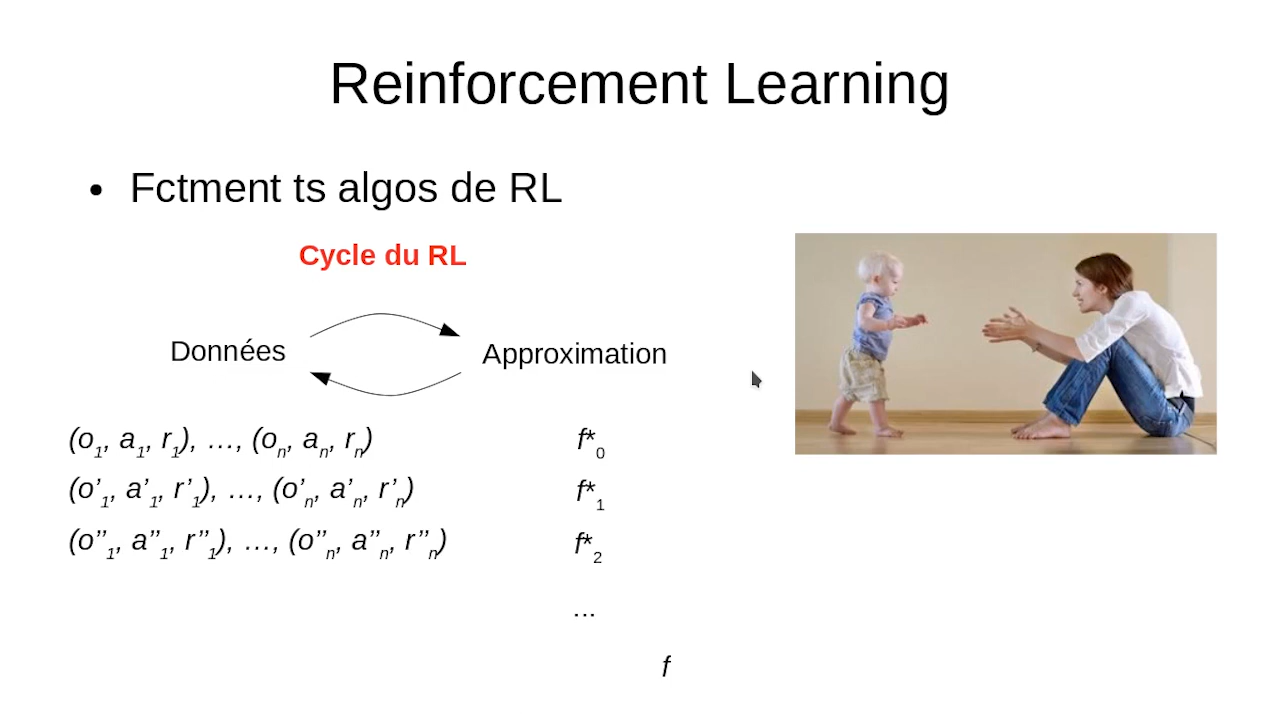 Reinforcement Learning
• Fctment ts algos de RL
Cycle du RL
Données Approximation
(o1, a1, r1), …, (on, an, rn) f*0
(o’1, a’1, r’1), …, (o’n, a’n, r’n) f*1
(o’’1, a’’1, r’’1), …, (o’’n, a’’n, r’’n) f*2
...
f